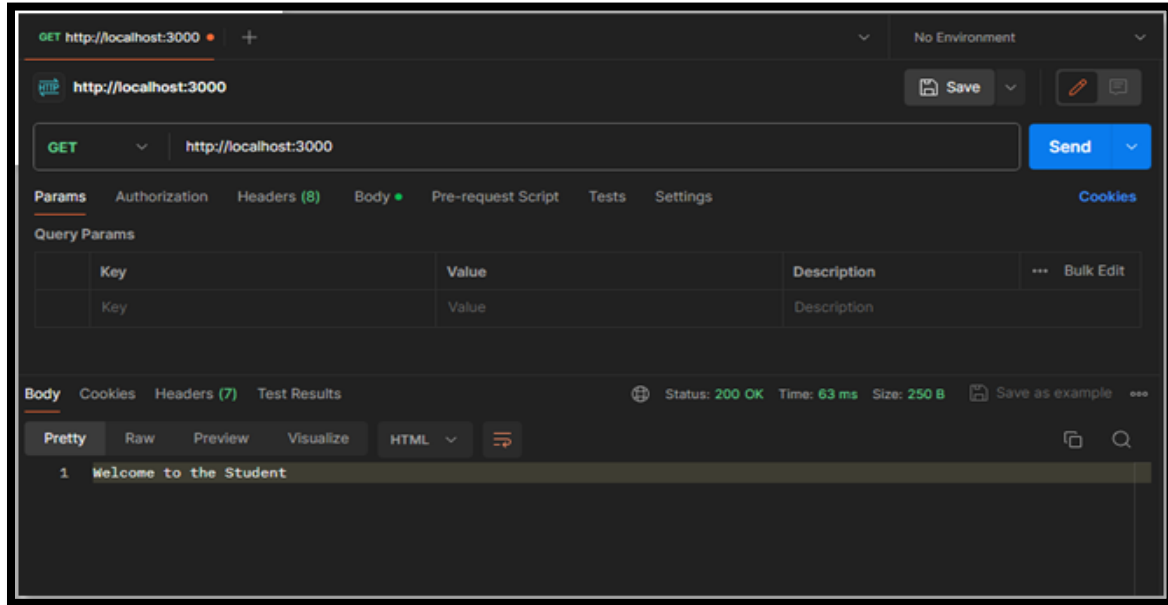 GET http://localhost:3000 No Environment
HTTP http://localhost:3000 Save
GET http://localhost:3000 Send
Params Authorization Headers (8) Body Pre-request Script Tests Settings Cookies
Query Params
Key Value Description Bulk Edit
Key Value Description
Body Cookies Headers (7) Test Results Status: 200 OK Time: 63 ms Size: 250 B Save as example
Pretty Raw Preview Visualize HTML
1 Welcome to the Student